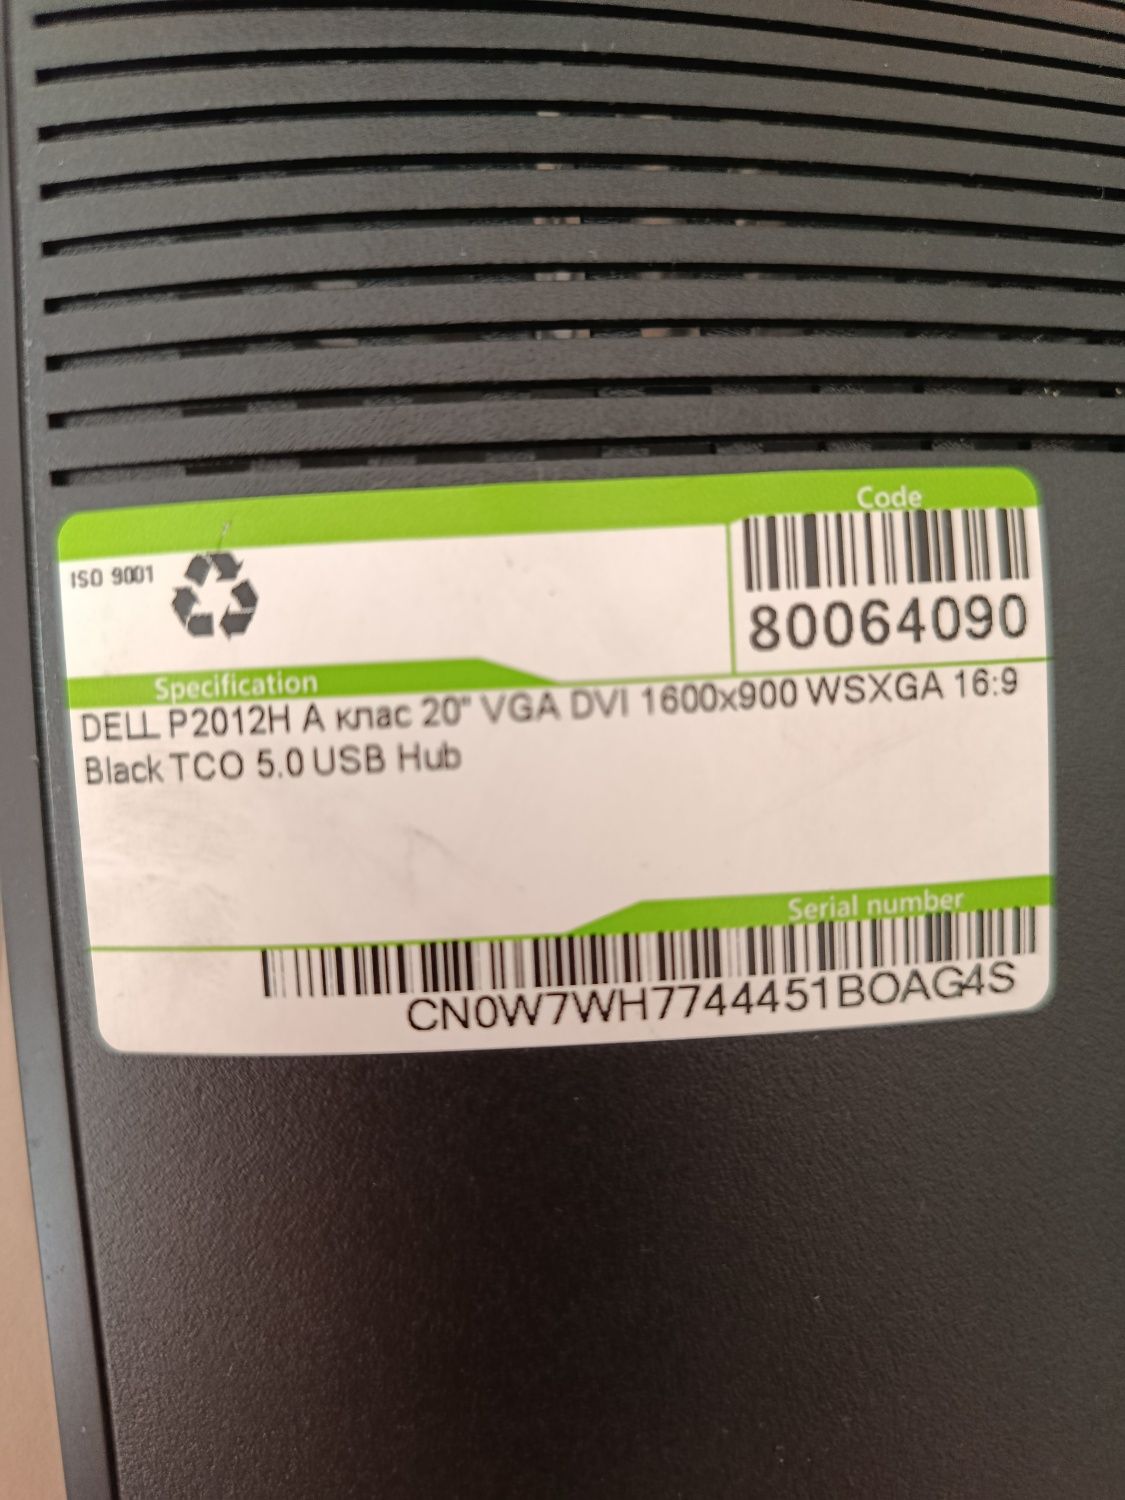 Code
ISO 9001
80064090
Specification
DELL P2012H А клас 20" VGA DVI 1600x900 WSXGA 16:9
Black TCO 5.0 USB Hub
Serial number
CN0W7WH7744451BOAG4S